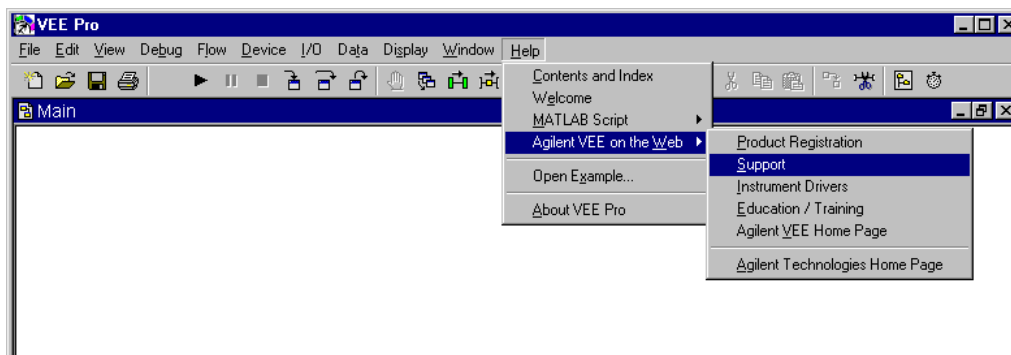 VEE Pro
File Edit View Debug Flow Device I/O Data Display Window Help
Main
Contents and Index
Welcome
MATLAB Script
Agilent VEE on the Web
Open Example...
About VEE Pro
Product Registration
Support
Instrument Drivers
Education / Training
Agilent VEE Home Page
Agilent Technologies Home Page